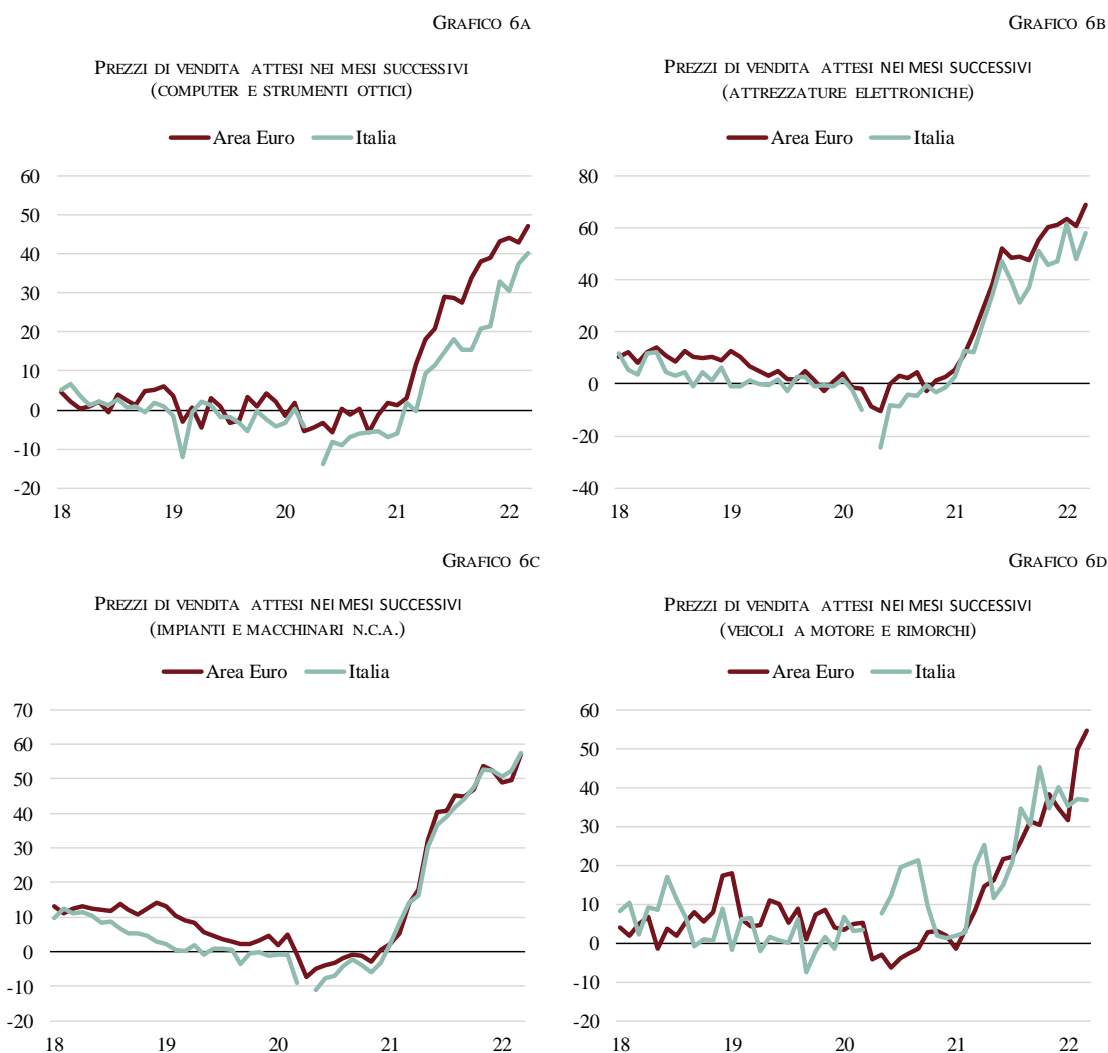 GRAFICO 6A
PREZZI DI VENDITA ATTESI NEI MESI SUCCESSIVI
(COMPUTER E STRUMENTI OTTICI)
Area Euro Italia
60
50
40
30
20
10
0
-10
-20
18 19 20 21 22
GRAFICO 6B
PREZZI DI VENDITA ATTESI NEI MESI SUCCESSIVI
(ATTREZZATURE ELETTRONICHE)
Area Euro Italia
80
60
40
20
0
-20
-40
18 19 20 21 22
GRAFICO 6C
PREZZI DI VENDITA ATTESI NEI MESI SUCCESSIVI
(IMPIANTI E MACCHINARI N.C.A.)
Area Euro Italia
70
60
50
40
30
20
10
0
-10
-20
18 19 20 21 22
GRAFICO 6D
PREZZI DI VENDITA ATTESI NEI MESI SUCCESSIVI
(VEICOLI A MOTORE E RIMORCHI)
Area Euro Italia
60
50
40
30
20
10
0
-10
-20
18 19 20 21 22